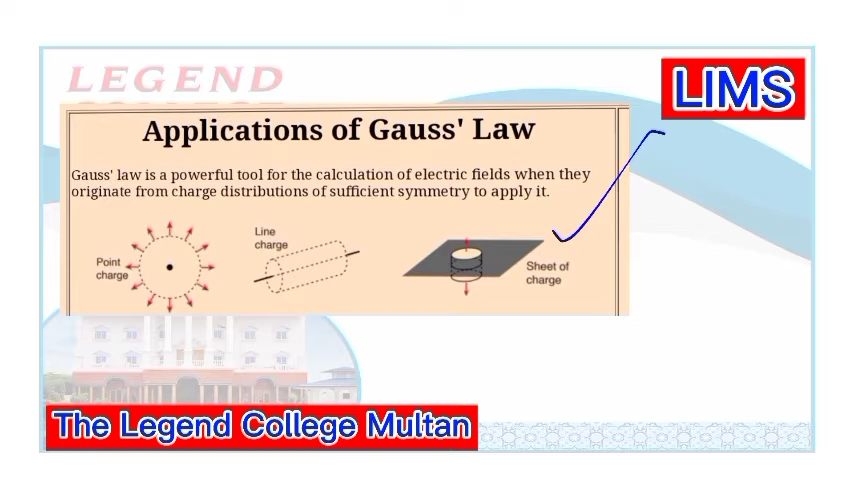 LEGEND
LIMS
Applications of Gauss' Law
Gauss' law is a powerful tool for the calculation of electric fields when they
originate from charge distributions of sufficient symmetry to apply it.
Point
charge
Line
charge
Sheet of
charge
The Legend College Multan